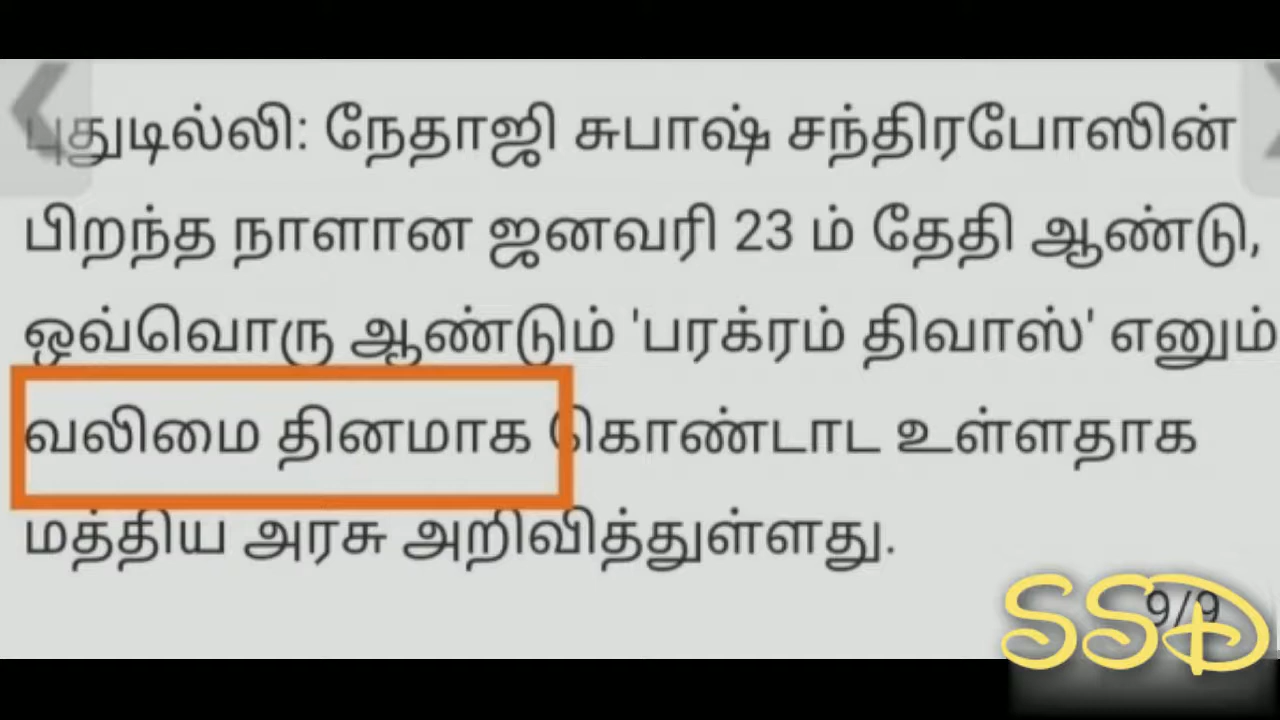 புதுடில்லி: நேதாஜி சுபாஷ் சந்திரபோஸின்
பிறந்த நாளான ஜனவரி 23 ம் தேதி ஆண்டு,
ஒவ்வொரு ஆண்டும் 'பரக்ரம் திவாஸ்' எனும்
வலிமை தினமாக கொண்டாட உள்ளதாக
மத்திய அரசு அறிவித்துள்ளது.
9/9
SSD